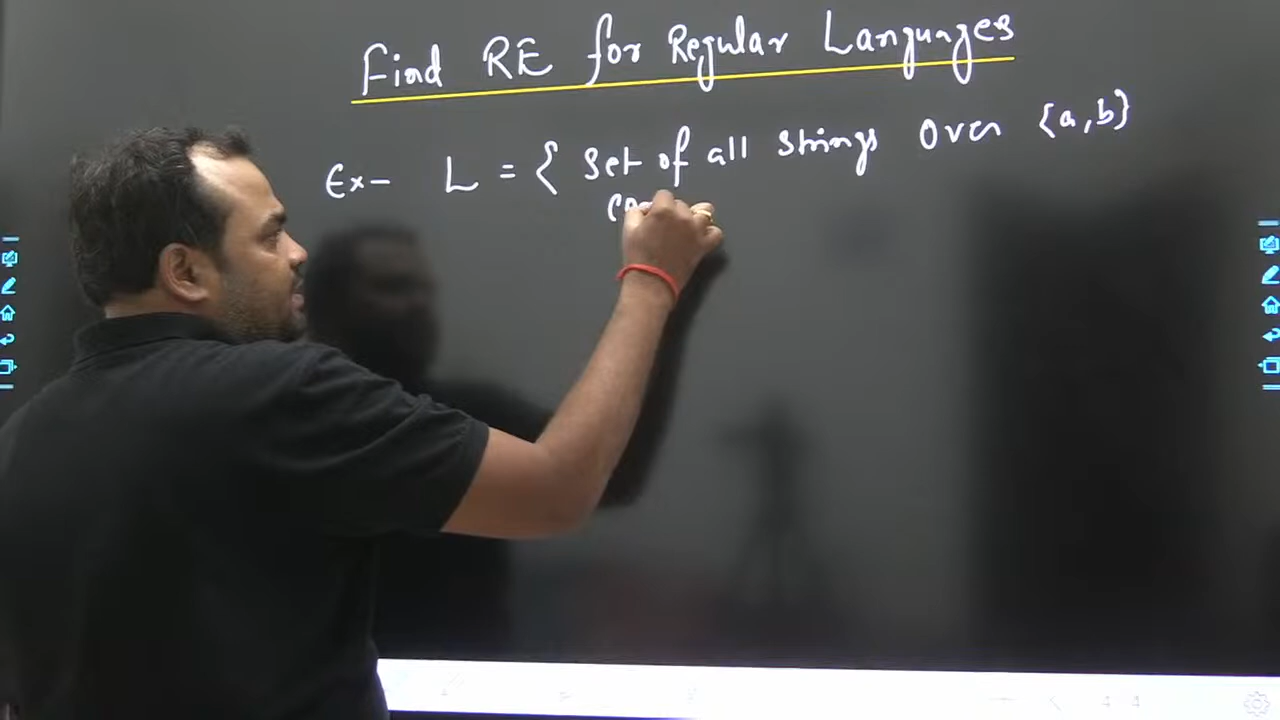 Find RE for Regular Languages
Ex- L = { Set of all Strings Over {a,b}